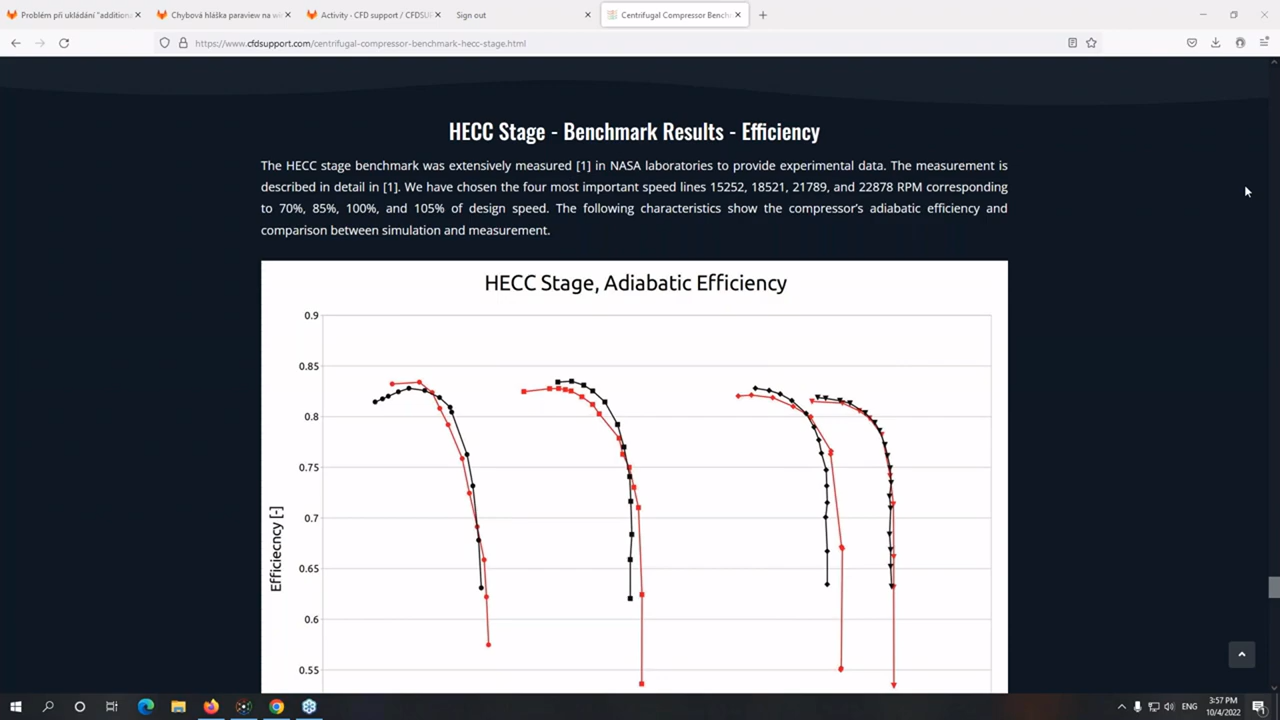 Problém při ukládání "additiona
Chybová hláška paraview na wi
Activity - CFD support / CFDSU
Sign out
Centrifugal Compressor Bench
https://www.cfdsupport.com/centrifugal-compressor-benchmark-hecc-stage.html
HECC Stage - Benchmark Results - Efficiency
The HECC stage benchmark was extensively measured [1] in NASA laboratories to provide experimental data. The measurement is
described in detail in [1]. We have chosen the four most important speed lines 15252, 18521, 21789, and 22878 RPM corresponding
to 70%, 85%, 100%, and 105% of design speed. The following characteristics show the compressor's adiabatic efficiency and
comparison between simulation and measurement.
HECC Stage, Adiabatic Efficiency
0.9
0.85
0.8
0.75
0.7
0.65
0.6
0.55
Efficiecncy [-]
ENG
3:57 PM
10/4/2022